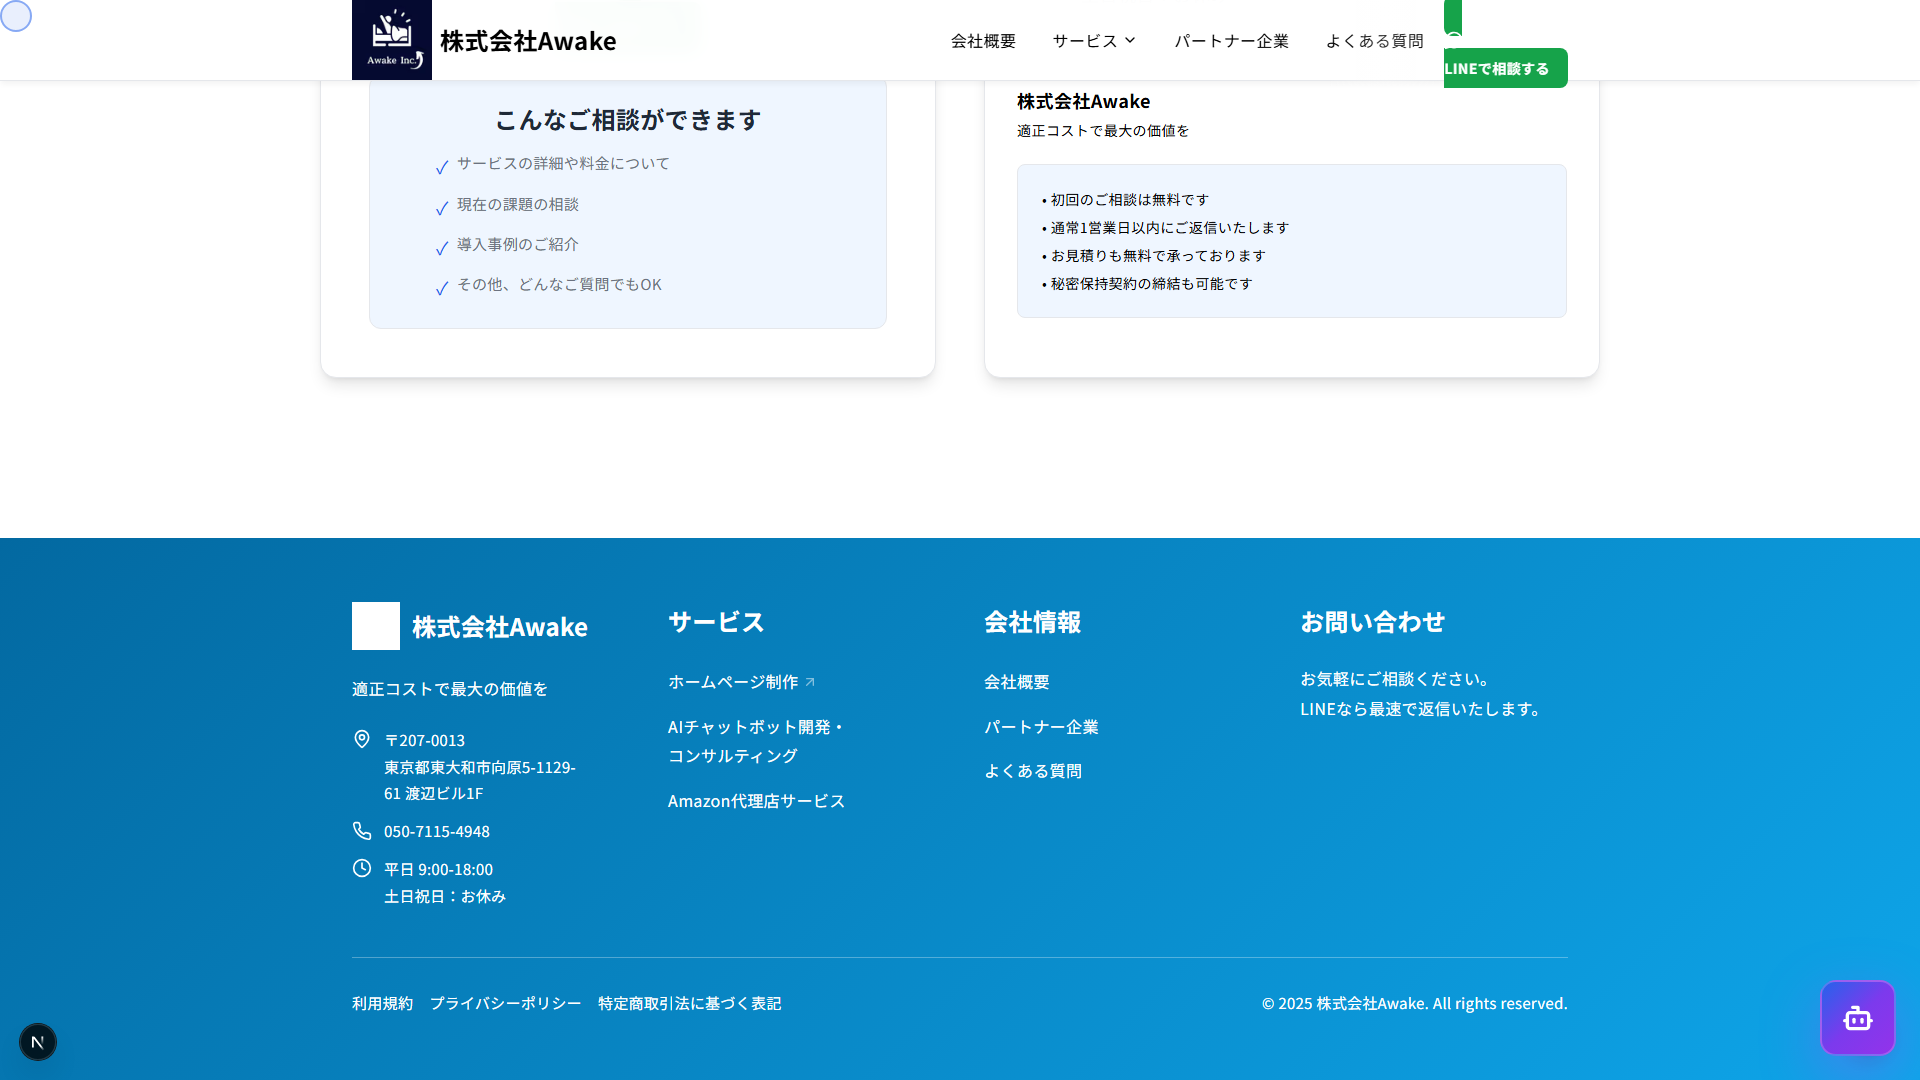 Awake Inc.
株式会社Awake
会社概要
サービス
パートナー企業
よくある質問
LINEで相談する
こんなご相談ができます
✓ サービスの詳細や料金について
✓ 現在の課題の相談
✓ 導入事例のご紹介
✓ その他、どんなご質問でもOK
株式会社Awake
適正コストで最大の価値を
• 初回のご相談は無料です
• 通常1営業日以内にご返信いたします
• お見積りも無料で承っております
• 秘密保持契約の締結も可能です
株式会社Awake
適正コストで最大の価値を
〒207-0013
東京都東大和市向原5-1129-
61 渡辺ビル1F
050-7115-4948
平日 9:00-18:00
土日祝日：お休み
サービス
ホームページ制作
AIチャットボット開発・
コンサルティング
Amazon代理店サービス
会社情報
会社概要
パートナー企業
よくある質問
お問い合わせ
お気軽にご相談ください。
LINEなら最速で返信いたします。
利用規約
プライバシーポリシー
特定商取引法に基づく表記
© 2025 株式会社Awake. All rights reserved.
N